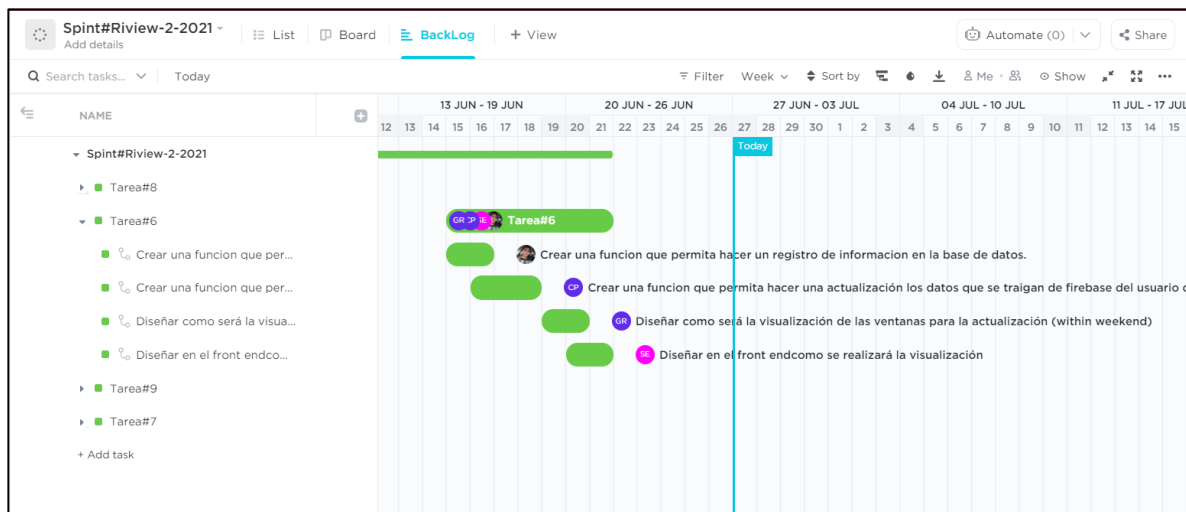 Spint#Riview-2-2021
Add details
List
Board
BackLog
+ View
Automate (0)
Share
Search tasks...
Today
Filter
Week
Sort by
Me
Show
NAME
13 JUN - 19 JUN
20 JUN - 26 JUN
27 JUN - 03 JUL
04 JUL - 10 JUL
11 JUL - 17 JUL
12 13 14 15 16 17 18 19 20 21 22 23 24 25 26 27 28 29 30 1 2 3 4 5 6 7 8 9 10 11 12 13 14 15
Today
Spint#Riview-2-2021
Tarea#8
Tarea#6
GR CP SE Tarea#6
Crear una funcion que per...
Crear una funcion que permita hacer un registro de informacion en la base de datos.
Crear una funcion que per...
CP Crear una funcion que permita hacer una actualización los datos que se traigan de firebase del usuario
Diseñar como será la visua...
GR Diseñar como será la visualización de las ventanas para la actualización (within weekend)
Diseñar en el front endco...
SE Diseñar en el front endcomo se realizará la visualización
Tarea#9
Tarea#7
+ Add task